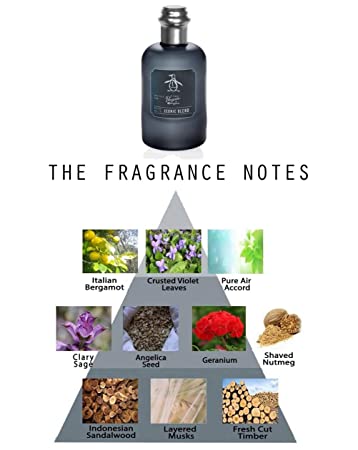 ICONIC BLEND
THE FRAGRANCE NOTES
Italian
Bergamot
Crusted Violet
Leaves
Pure Air
Accord
Clary
Sage
Angelica
Seed
Geranium
Shaved
Nutmeg
Indonesian
Sandalwood
Layered
Musks
Fresh Cut
Timber